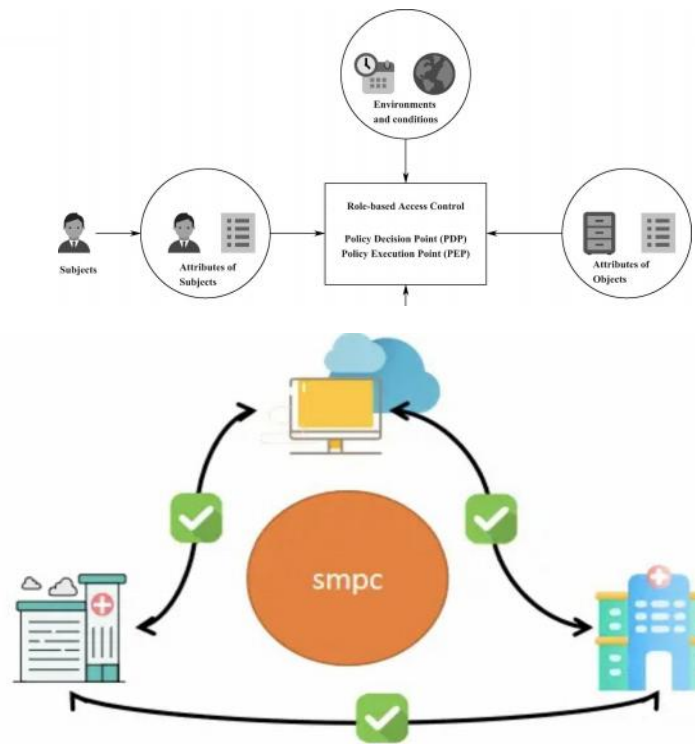 Environments
and conditions
Role-based Access Control
Policy Decision Point (PDP)
Policy Execution Point (PEP)
Subjects
Attributes of
Subjects
Attributes of
Objects
smpc